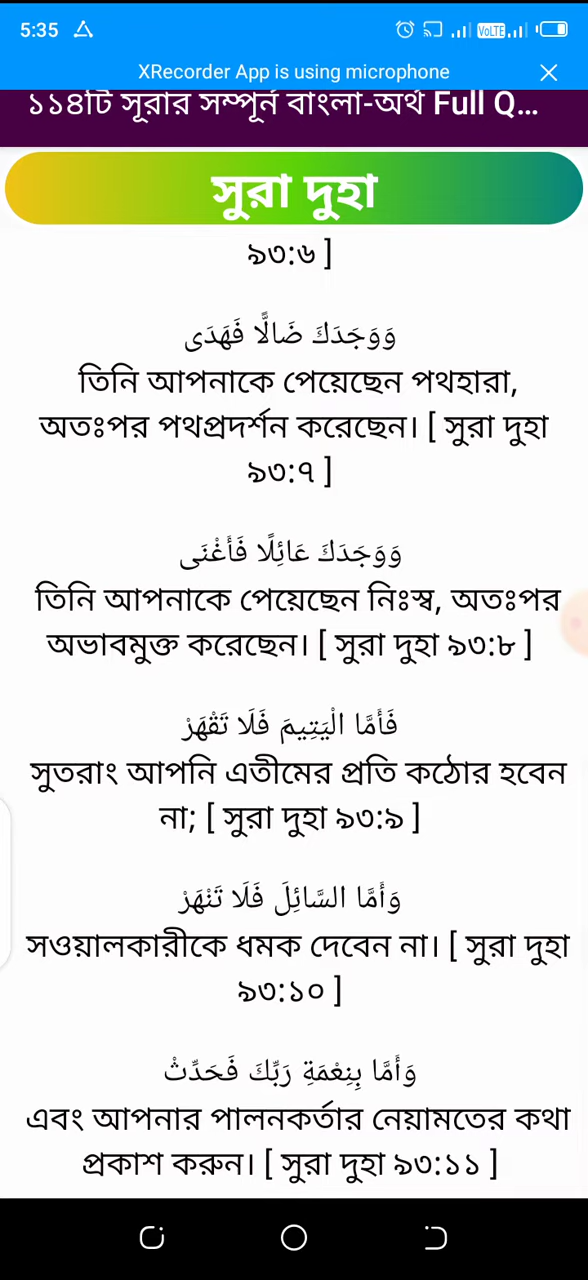 5:35
VoLTE
XRecorder App is using microphone
১১৪টি সূরার সম্পূর্ন বাংলা-অর্থ Full Q...
সুরা দুহা
৯৩:৬ ]
وَوَجَدَكَ ضَالًّا فَهَدَى
তিনি আপনাকে পেয়েছেন পথহারা,
অতঃপর পথপ্রদর্শন করেছেন। [ সুরা দুহা
৯৩:৭ ]
وَوَجَدَكَ عَائِلًا فَأَغْنَى
তিনি আপনাকে পেয়েছেন নিঃস্ব, অতঃপর
অভাবমুক্ত করেছেন। [ সুরা দুহা ৯৩:৮ ]
فَأَمَّا الْيَتِيمَ فَلَا تَقْهَرْ
সুতরাং আপনি এতীমের প্রতি কঠোর হবেন
না; [ সুরা দুহা ৯৩:৯ ]
وَأَمَّا السَّائِلَ فَلَا تَنْهَرْ
সওয়ালকারীকে ধমক দেবেন না। [ সুরা দুহা
৯৩:১০ ]
وَأَمَّا بِنِعْمَةِ رَبِّكَ فَحَدِّثْ
এবং আপনার পালনকর্তার নেয়ামতের কথা
প্রকাশ করুন। [ সুরা দুহা ৯৩:১১ ]